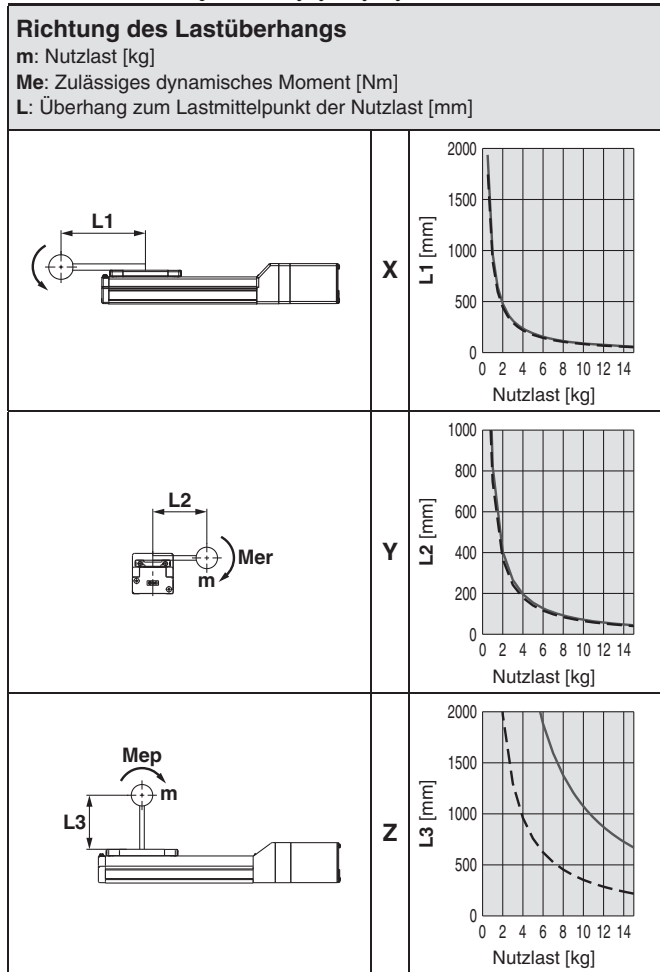 Richtung des Lastüberhangs
m: Nutzlast [kg]
Me: Zulässiges dynamisches Moment [Nm]
L: Überhang zum Lastmittelpunkt der Nutzlast [mm]
L1
X
L1 [mm]
2000
1500
1000
500
0
0 2 4 6 8 10 12 14
Nutzlast [kg]
L2
Mer
m
Y
L2 [mm]
1000
800
600
400
200
0
0 2 4 6 8 10 12 14
Nutzlast [kg]
Mep
m
L3
Z
L3 [mm]
2000
1500
1000
500
0
0 2 4 6 8 10 12 14
Nutzlast [kg]